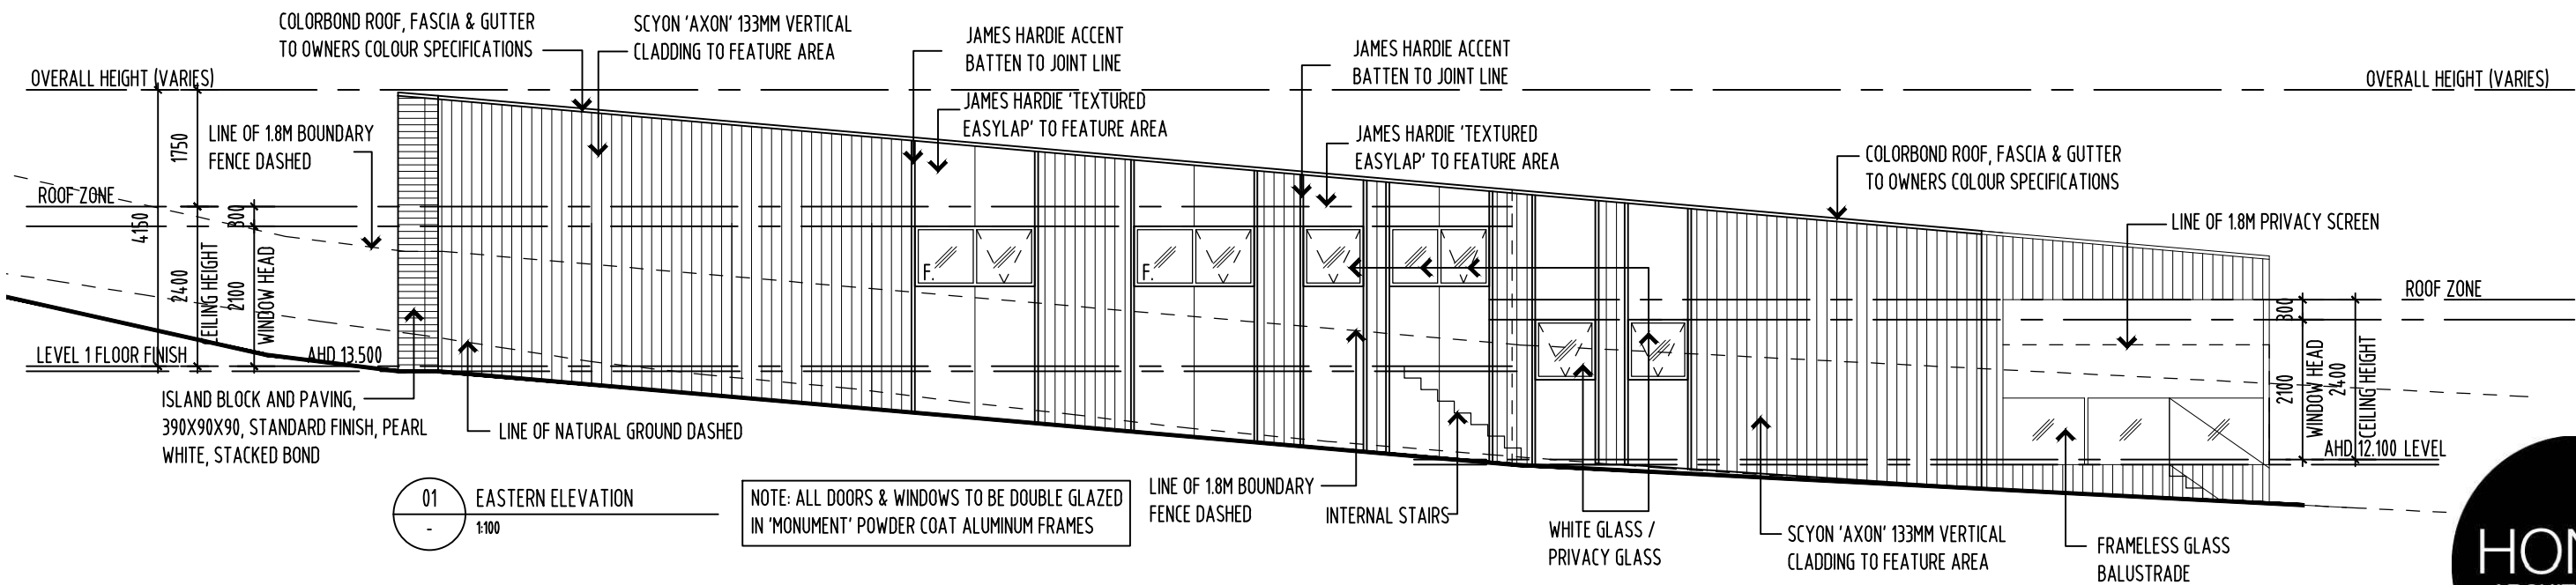 COLORBOND ROOF, FASCIA & GUTTER
TO OWNERS COLOUR SPECIFICATIONS
SCYON 'AXON' 133MM VERTICAL
CLADDING TO FEATURE AREA
JAMES HARDIE ACCENT
BATTEN TO JOINT LINE
JAMES HARDIE ACCENT
BATTEN TO JOINT LINE
OVERALL HEIGHT (VARIES)
OVERALL HEIGHT (VARIES)
JAMES HARDIE 'TEXTURED
EASYLAP' TO FEATURE AREA
JAMES HARDIE 'TEXTURED
EASYLAP' TO FEATURE AREA
LINE OF 1.8M BOUNDARY
FENCE DASHED
1750
COLORBOND ROOF, FASCIA & GUTTER
TO OWNERS COLOUR SPECIFICATIONS
ROOF ZONE
4150
300
2400
CEILING HEIGHT
2100
WINDOW HEAD
LINE OF 1.8M PRIVACY SCREEN
F.
F.
ROOF ZONE
300
2100
WINDOW HEAD
2400
CEILING HEIGHT
LEVEL 1 FLOOR FINISH
AHD 13.500
AHD 12.100 LEVEL
ISLAND BLOCK AND PAVING,
390X90X90, STANDARD FINISH, PEARL
WHITE, STACKED BOND
LINE OF NATURAL GROUND DASHED
01
-
EASTERN ELEVATION
1:100
NOTE: ALL DOORS & WINDOWS TO BE DOUBLE GLAZED
IN 'MONUMENT' POWDER COAT ALUMINUM FRAMES
LINE OF 1.8M BOUNDARY
FENCE DASHED
INTERNAL STAIRS
WHITE GLASS /
PRIVACY GLASS
SCYON 'AXON' 133MM VERTICAL
CLADDING TO FEATURE AREA
FRAMELESS GLASS
BALUSTRADE